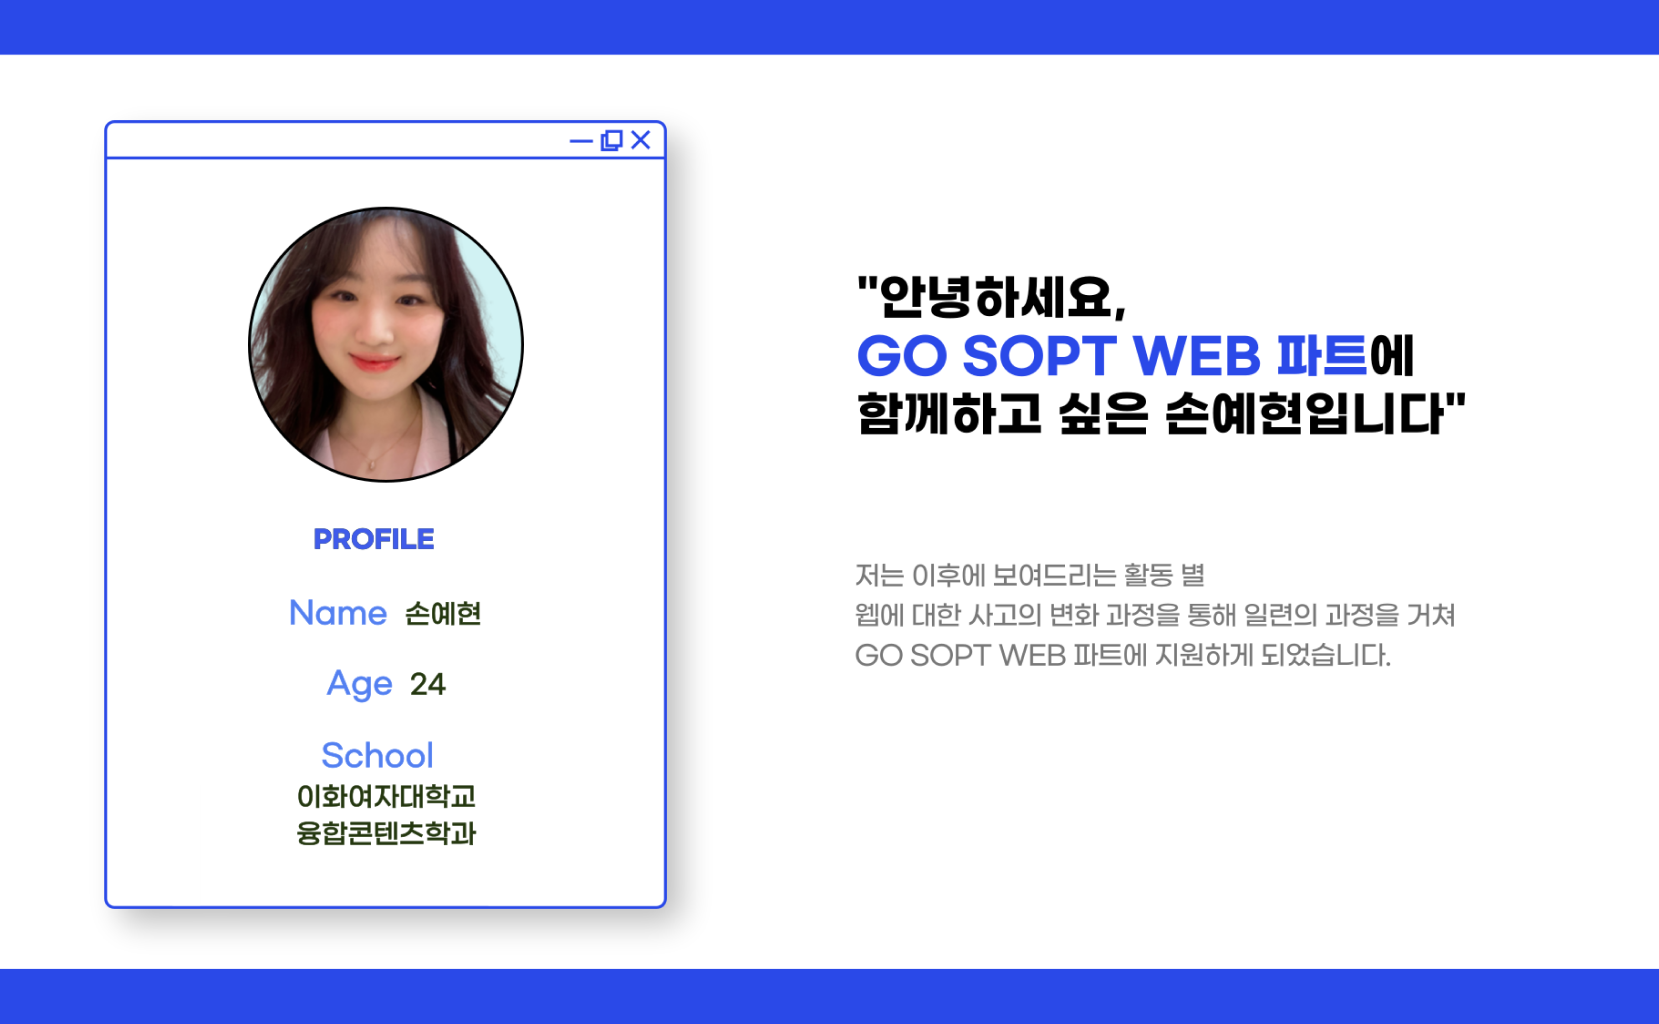 PROFILE
Name 손예현
Age 24
School
이화여자대학교
융합콘텐츠학과
"안녕하세요,
GO SOPT WEB 파트에
함께하고 싶은 손예현입니다"
저는 이후에 보여드리는 활동 별
웹에 대한 사고의 변화 과정을 통해 일련의 과정을 거쳐
GO SOPT WEB 파트에 지원하게 되었습니다.